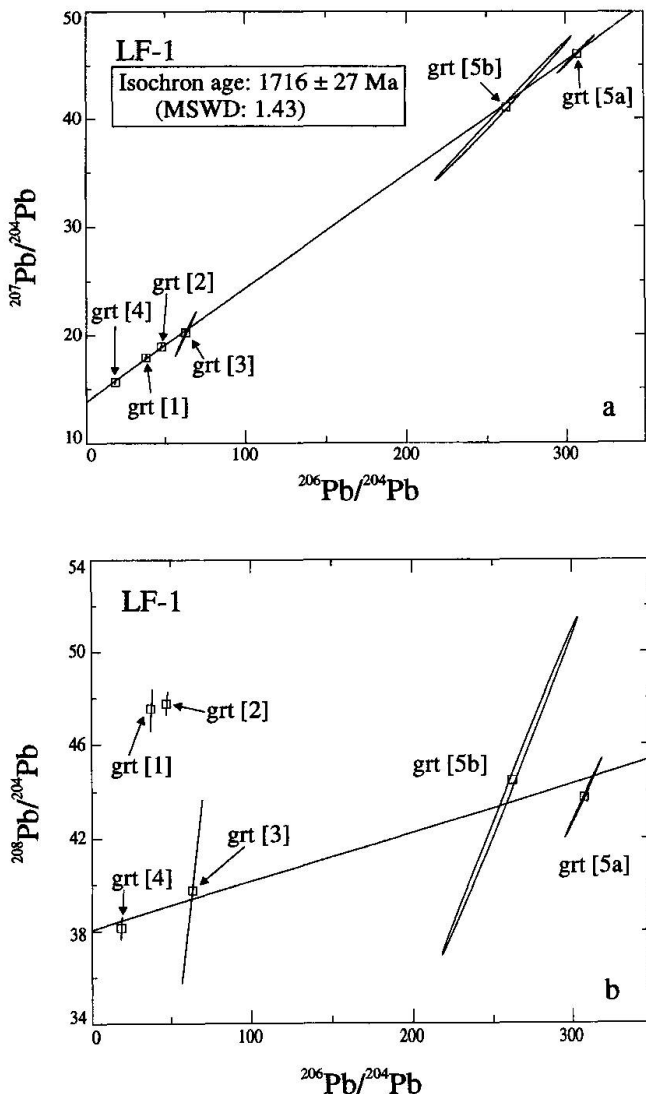 50
LF-1
Isochron age: 1716 ± 27 Ma
(MSWD: 1.43)
grt [5b]
grt [5a]
40
²⁰⁷Pb/²⁰⁴Pb
30
grt [2]
grt [4]
20
grt [3]
grt [1]
a
10
0
100
200
300
²⁰⁶Pb/²⁰⁴Pb
54
LF-1
50
grt [2]
grt [1]
46
²⁰⁸Pb/²⁰⁴Pb
grt [5b]
42
grt [3]
grt [5a]
grt [4]
38
b
34
0
100
200
300
²⁰⁶Pb/²⁰⁴Pb